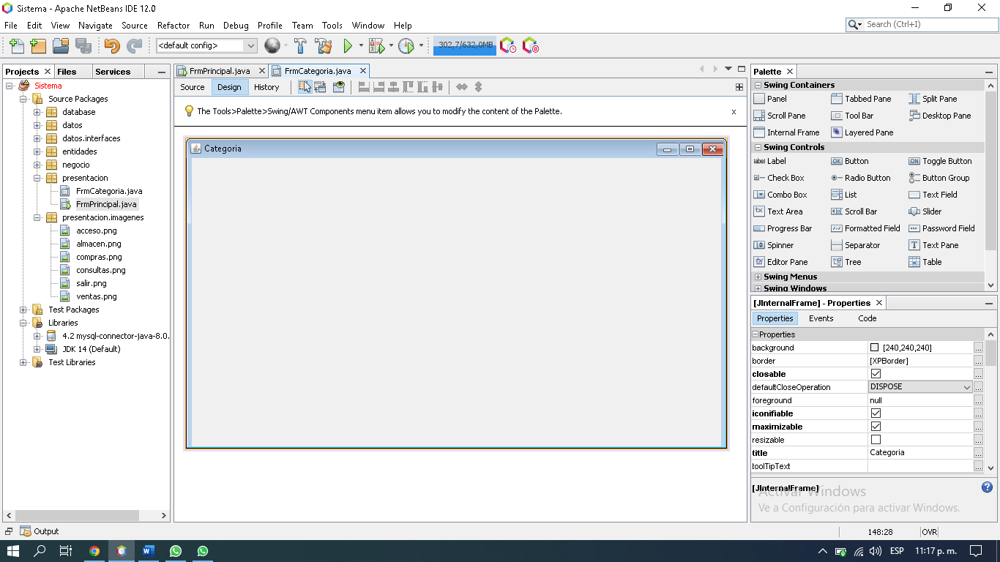 Sistema - Apache NetBeans IDE 12.0
File Edit View Navigate Source Refactor Run Debug Profile Team Tools Window Help
Search (Ctrl+I)
<default config>
302,7/632,0MB
Projects Files Services
Sistema
Source Packages
database
datos
datos.interfaces
entidades
negocio
presentacion
FrmCategoria.java
FrmPrincipal.java
presentacion.imagenes
acceso.png
almacen.png
compras.png
consultas.png
salir.png
ventas.png
Test Packages
Libraries
4.2 mysql-connector-java-8.0.
JDK 14 (Default)
Test Libraries
FrmPrincipal.java FrmCategoria.java
Source Design History
The Tools>Palette>Swing/AWT Components menu item allows you to modify the content of the Palette.
x
Categoria
Palette
Swing Containers
Panel Tabbed Pane Split Pane
Scroll Pane Tool Bar Desktop Pane
Internal Frame Layered Pane
Swing Controls
label Label OK Button ON Toggle Button
Check Box Radio Button Button Group
Combo Box List Text Field
Text Area Scroll Bar Slider
Progress Bar Formatted Field Password Field
Spinner Separator Text Pane
Editor Pane Tree Table
Swing Menus
Swing Windows
[JInternalFrame] - Properties
Properties Events Code
Properties
background [240,240,240] ...
border [XPBorder] ...
closable ...
defaultCloseOperation DISPOSE ...
foreground null ...
iconifiable ...
maximizable ...
resizable ...
title Categoria ...
toolTipText ...
[JInternalFrame]
Activar Windows
Ve a Configuración para activar Windows.
Output
148:28 OVR
ESP 11:17 p. m.